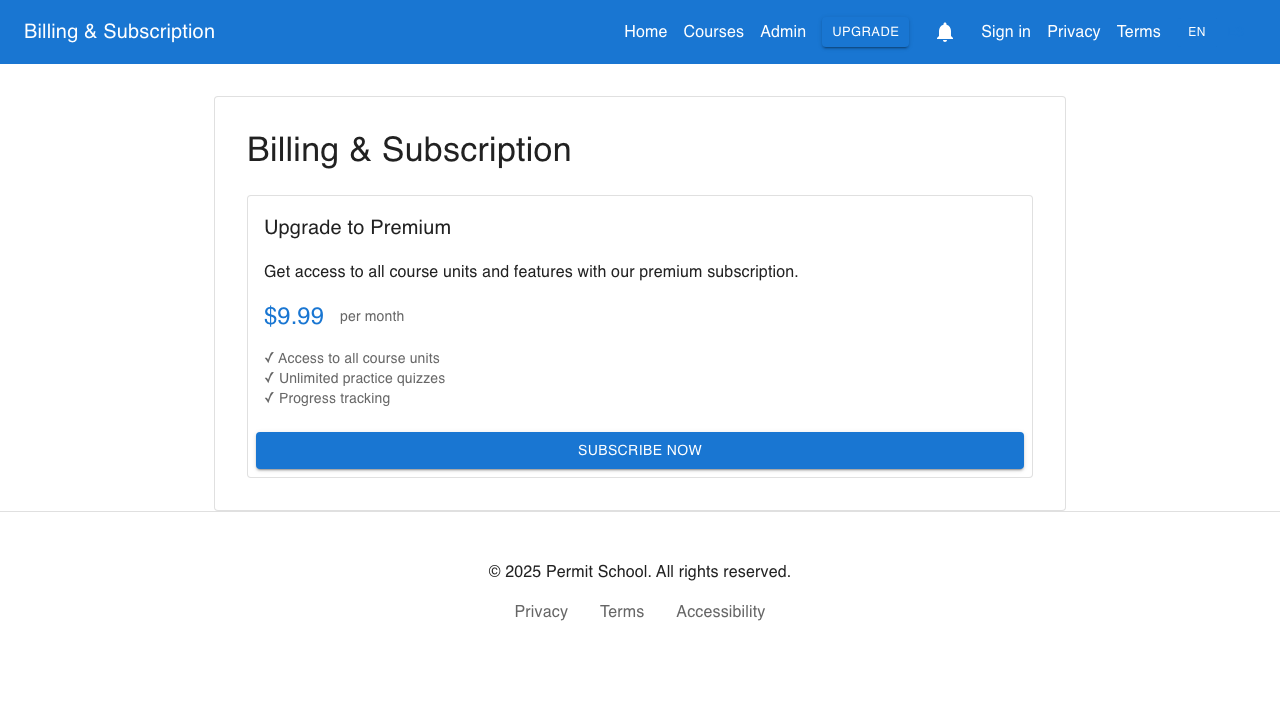 Billing & Subscription
Home Courses Admin UPGRADE Sign in Privacy Terms EN
Billing & Subscription
Upgrade to Premium
Get access to all course units and features with our premium subscription.
$9.99 per month
✓ Access to all course units
✓ Unlimited practice quizzes
✓ Progress tracking
SUBSCRIBE NOW
© 2025 Permit School. All rights reserved.
Privacy Terms Accessibility